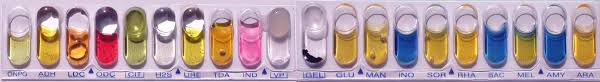 ONPG ADH LDC ODC |CIT| H2S URE TDA IND |VP| |GEL| GLU MAN INO SOR RHA SAC MEL AMY ARA